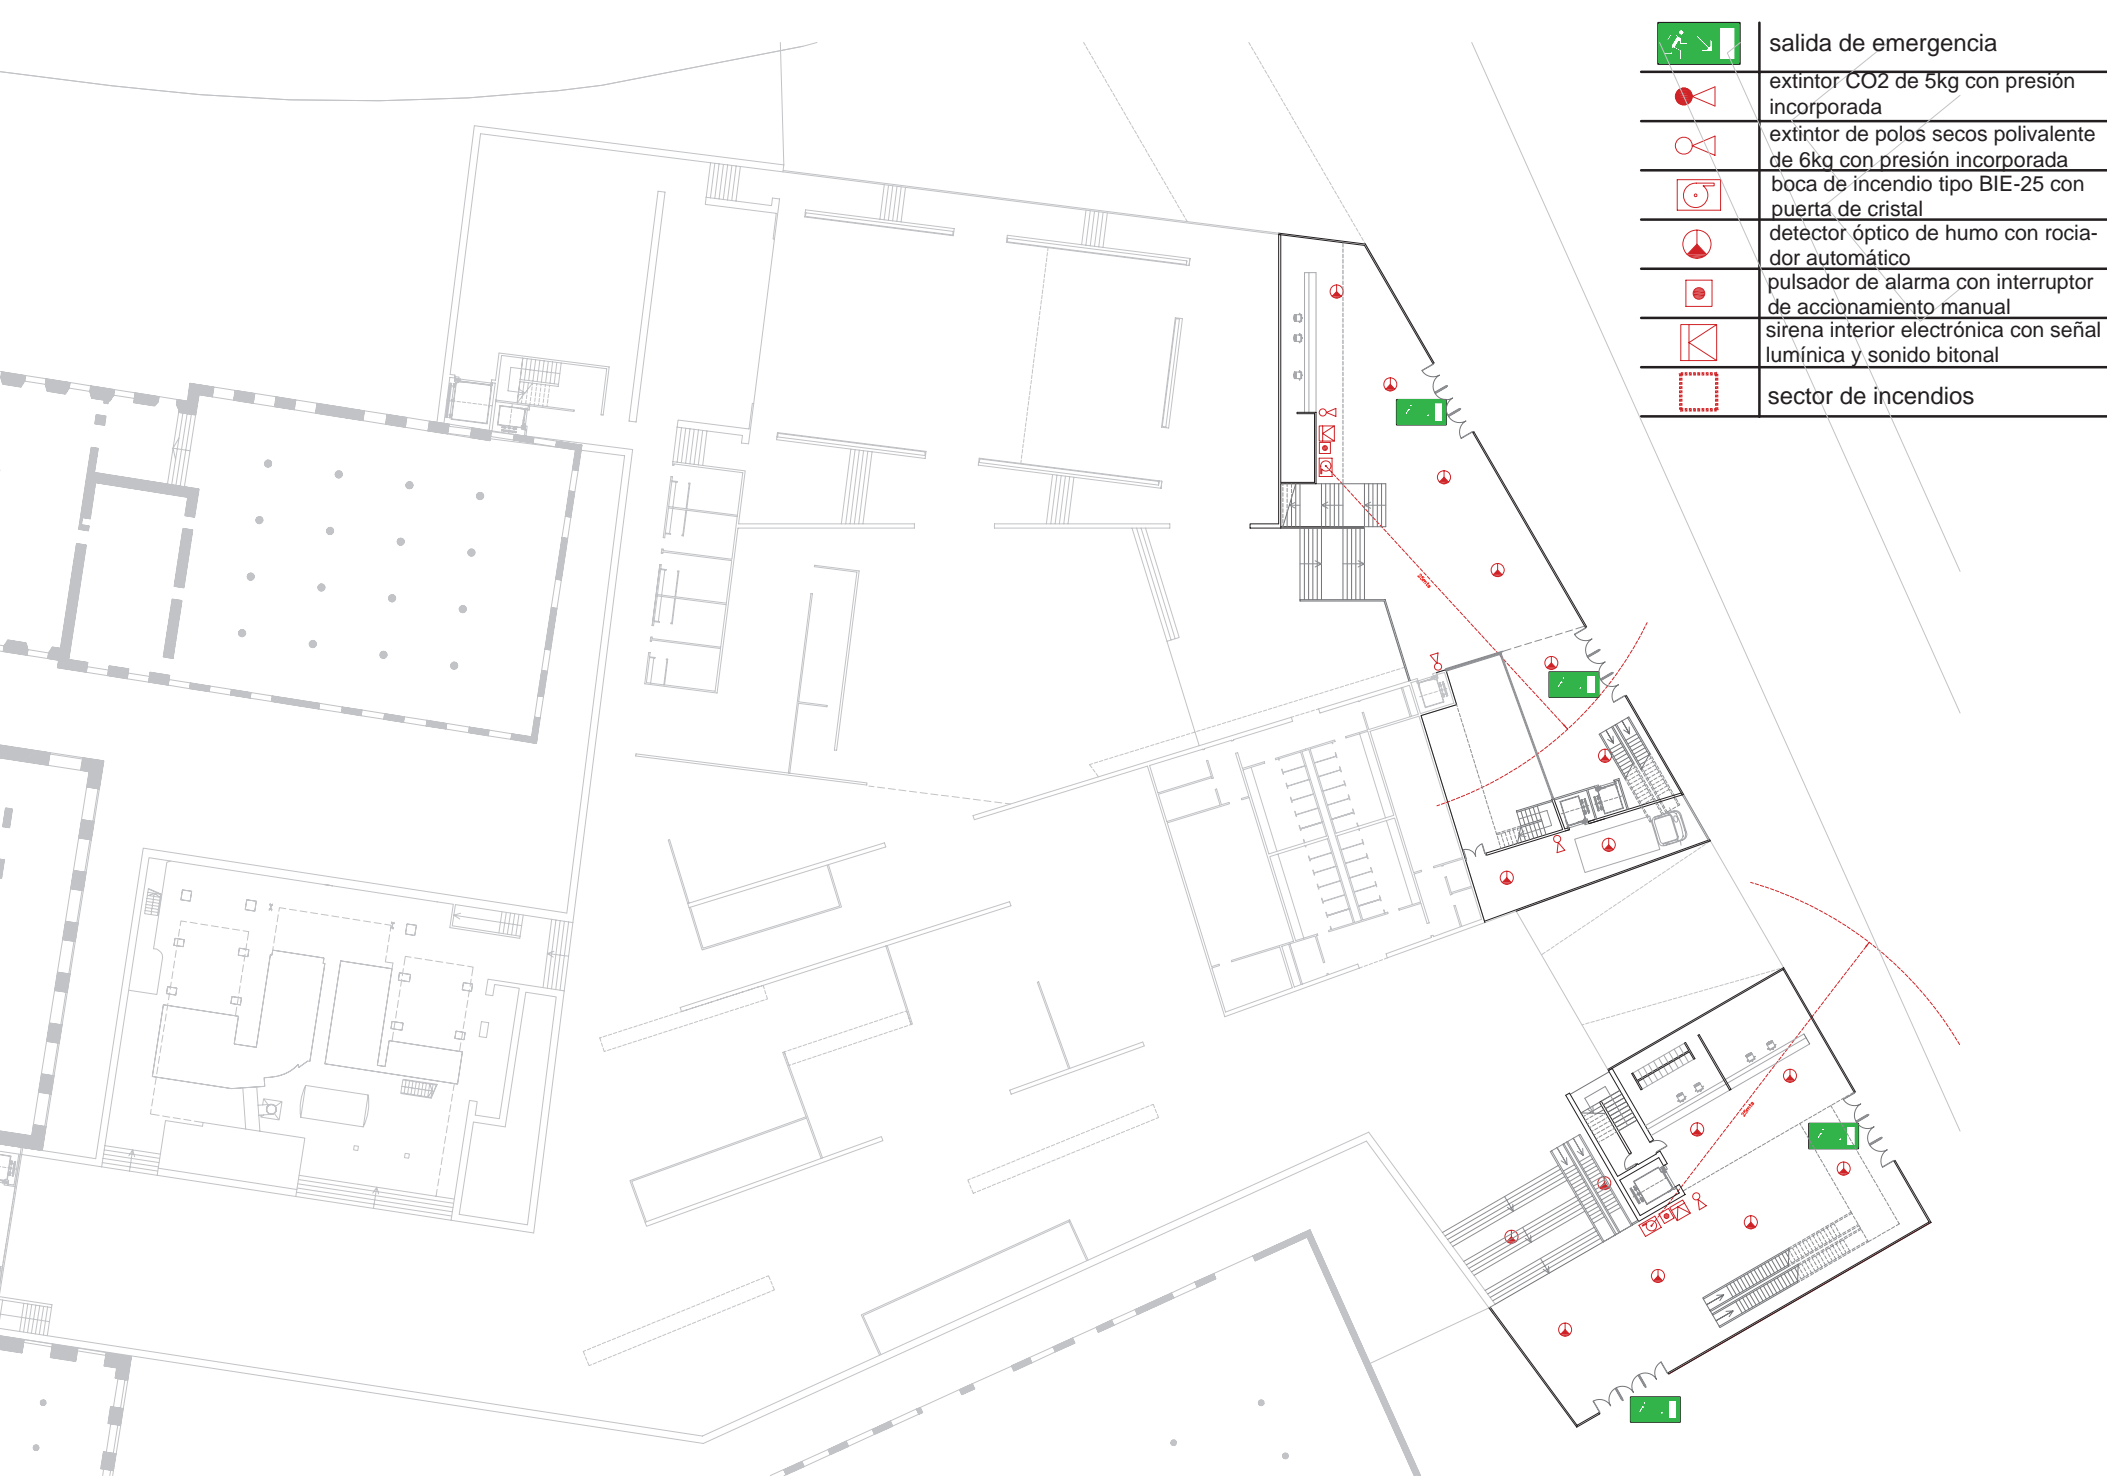 salida de emergencia
extintor CO2 de 5kg con presión
incorporada
extintor de polos secos polivalente
de 6kg con presión incorporada
boca de incendio tipo BIE-25 con
puerta de cristal
detector óptico de humo con rocia-
dor automático
pulsador de alarma con interruptor
de accionamiento manual
sirena interior electrónica con señal
lumínica y sonido bitonal
sector de incendios